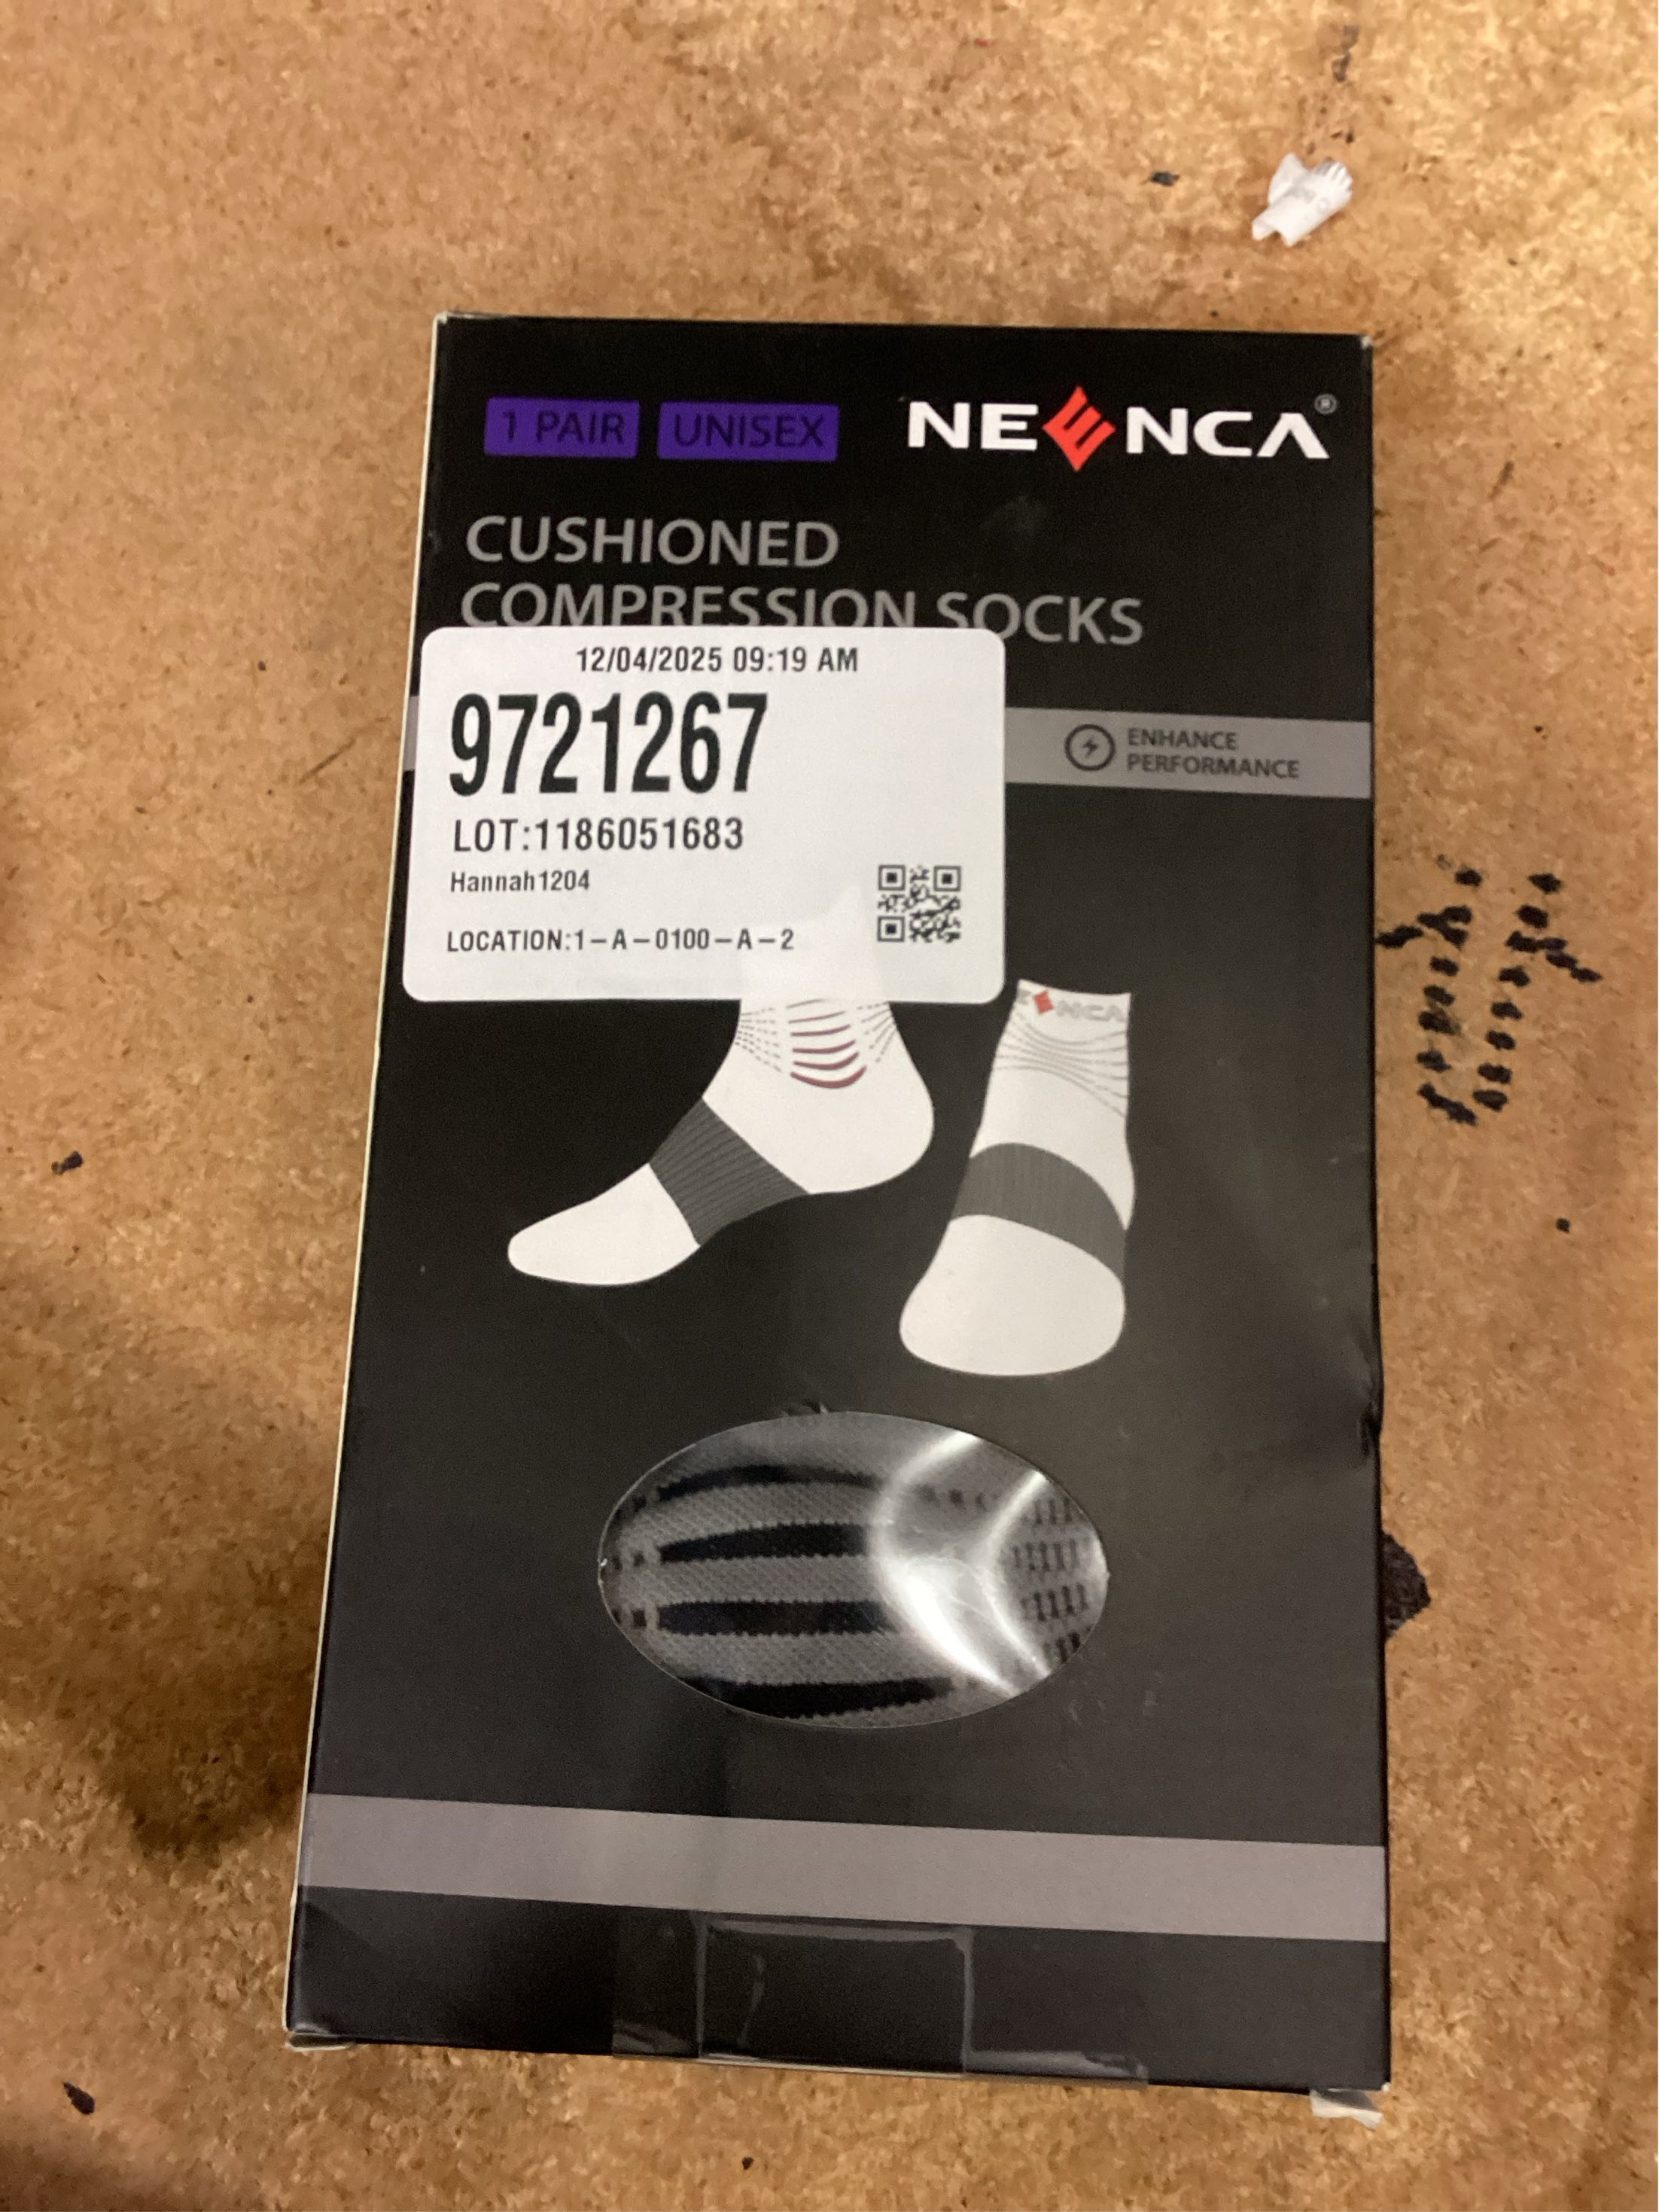 1 PAIR UNISEX NEENCA®
CUSHIONED
COMPRESSION SOCKS
12/04/2025 09:19 AM
9721267
LOT:1186051683
Hannah1204
LOCATION:1-A-0100-A-2
ENHANCE
PERFORMANCE
NEENCA